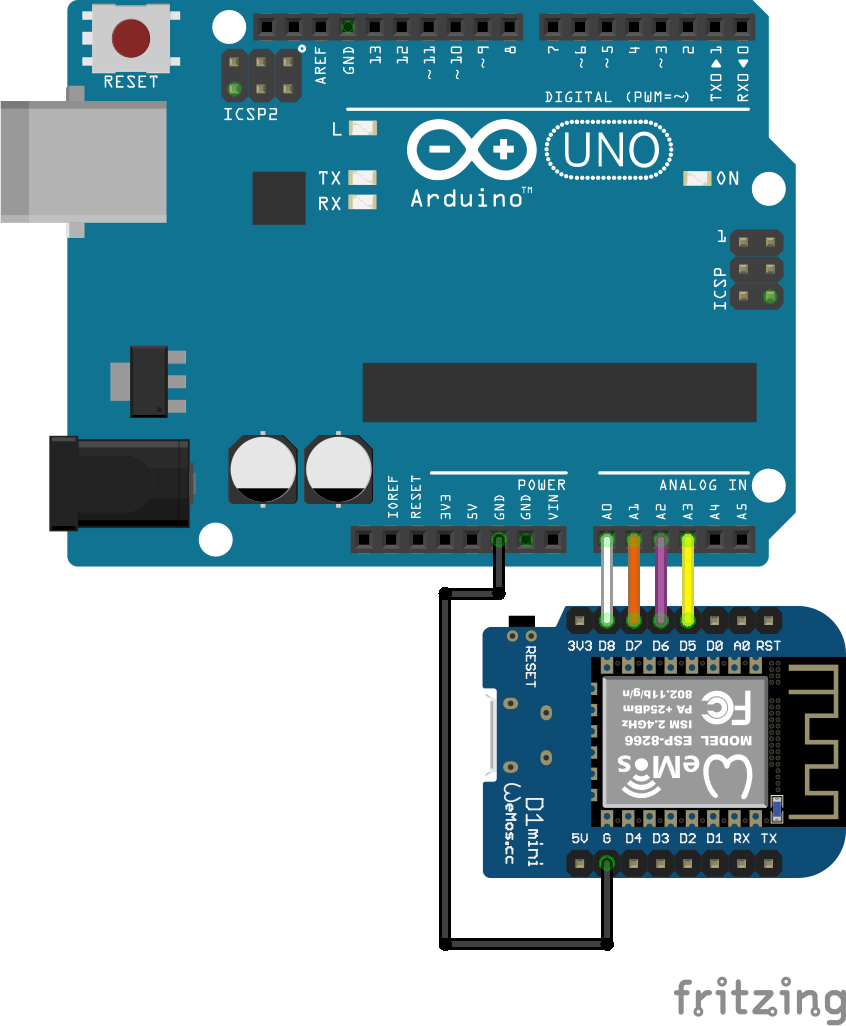 RESET
ICSP2
AREF
GND
13
12
~11
~10
~9
8
7
~6
~5
4
~3
2
TX0▶1
RX0◀0
DIGITAL (PWM=~)
L
TX
RX
UNO
Arduino™
ON
1
ICSP
IOREF
RESET
3V3
5V
GND
GND
VIN
POWER
ANALOG IN
A0
A1
A2
A3
A4
A5
3V3 D8 D7 D6 D5 D0 A0 RST
RESET
WeMos
MODEL ESP-8266
ISM 2.4GHz
PA +25dBm
802.11b/g/n
FC
D1 mini
WeMos.cc
5V G D4 D3 D2 D1 RX TX
fritzing